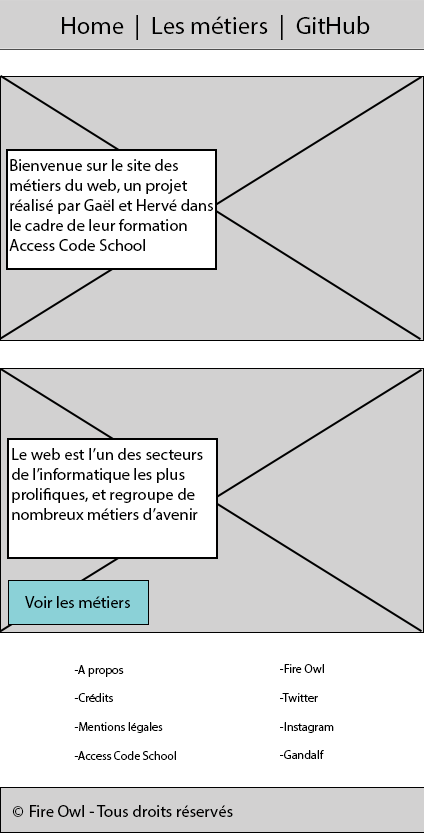 Home | Les métiers | GitHub
Bienvenue sur le site des
métiers du web, un projet
réalisé par Gaël et Hervé dans
le cadre de leur formation
Access Code School
Le web est l’un des secteurs
de l’informatique les plus
prolifiques, et regroupe de
nombreux métiers d’avenir
Voir les métiers
-A propos
-Crédits
-Mentions légales
-Access Code School
-Fire Owl
-Twitter
-Instagram
-Gandalf
© Fire Owl - Tous droits réservés